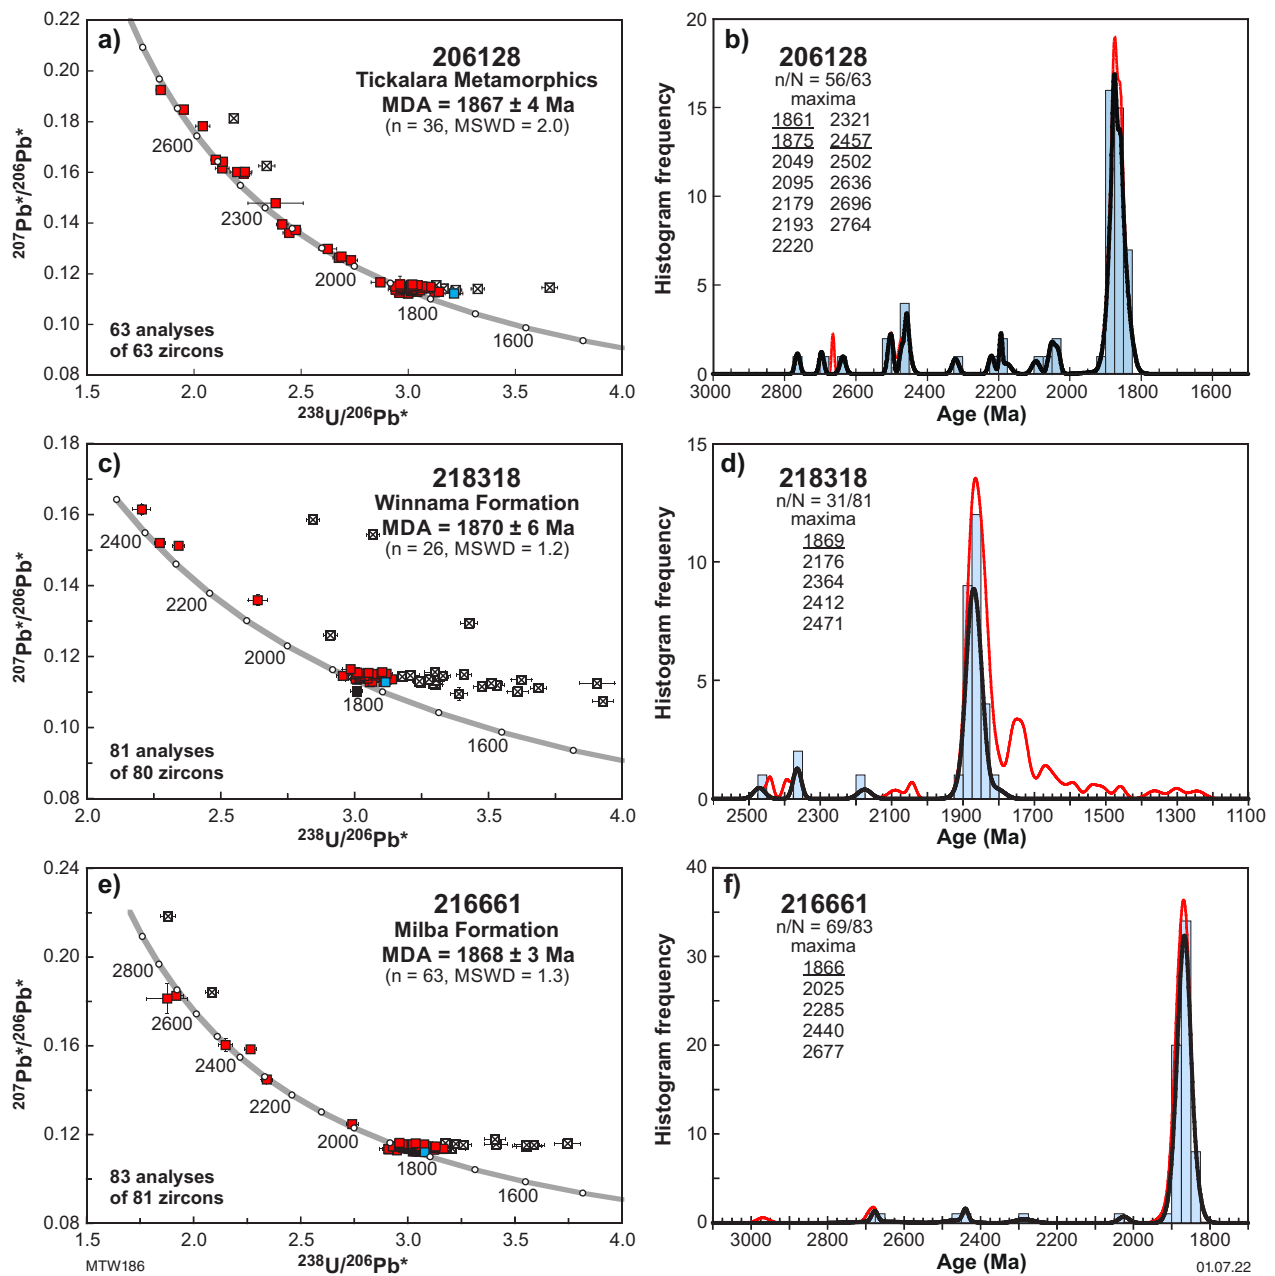 a)
206128
Tickalara Metamorphics
MDA = 1867 ± 4 Ma
(n = 36, MSWD = 2.0)
0.22
0.20
0.18
0.16
0.14
0.12
0.10
0.08
207Pb*/206Pb*
2600
2300
2000
1800
1600
63 analyses
of 63 zircons
1.5 2.0 2.5 3.0 3.5 4.0
238U/206Pb*
b)
206128
n/N = 56/63
maxima
1861 2321
1875 2457
2049 2502
2095 2636
2179 2696
2193 2764
2220
20
15
10
5
0
Histogram frequency
3000 2800 2600 2400 2200 2000 1800 1600
Age (Ma)
c)
218318
Winnama Formation
MDA = 1870 ± 6 Ma
(n = 26, MSWD = 1.2)
0.18
0.16
0.14
0.12
0.10
0.08
207Pb*/206Pb*
2400
2200
2000
1800
1600
81 analyses
of 80 zircons
2.0 2.5 3.0 3.5 4.0
238U/206Pb*
d)
218318
n/N = 31/81
maxima
1869
2176
2364
2412
2471
15
10
5
0
Histogram frequency
2500 2300 2100 1900 1700 1500 1300 1100
Age (Ma)
e)
216661
Milba Formation
MDA = 1868 ± 3 Ma
(n = 63, MSWD = 1.3)
0.24
0.20
0.16
0.12
0.08
207Pb*/206Pb*
2800
2600
2400
2200
2000
1800
1600
83 analyses
of 81 zircons
1.5 2.0 2.5 3.0 3.5 4.0
238U/206Pb*
MTW186
f)
216661
n/N = 69/83
maxima
1866
2025
2285
2440
2677
40
30
20
10
0
Histogram frequency
3000 2800 2600 2400 2200 2000 1800
Age (Ma)
01.07.22